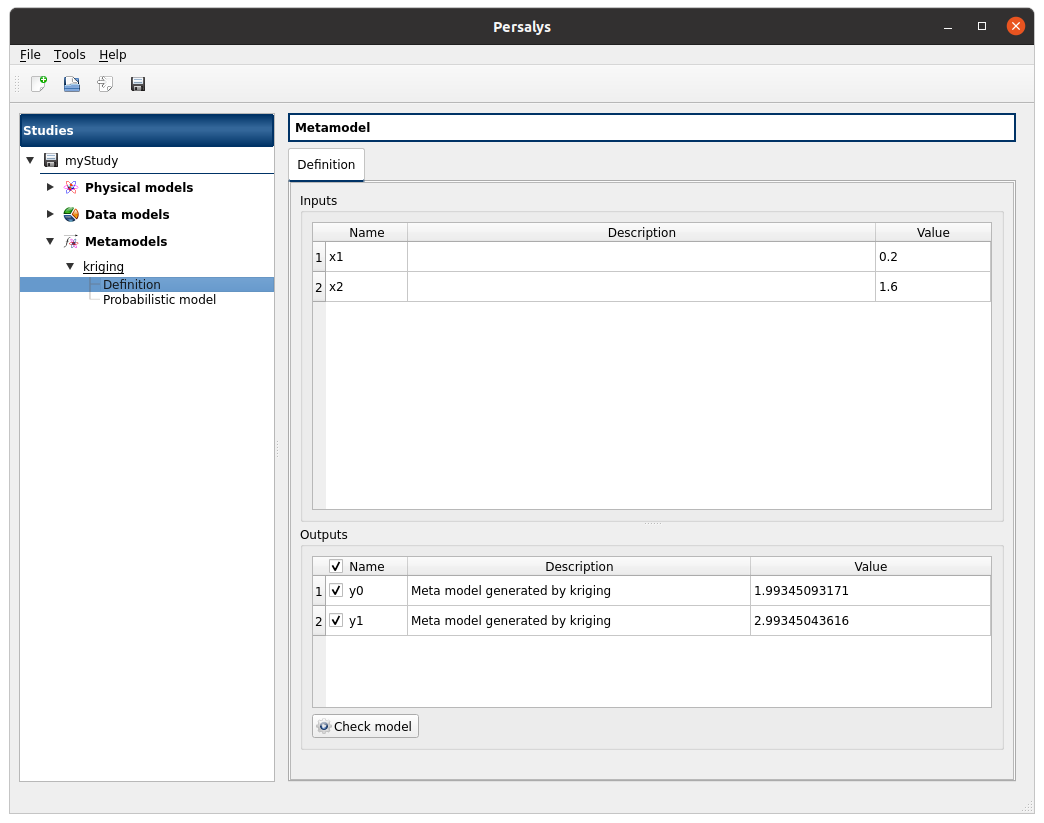 Persalys
File Tools Help
Studies
myStudy
Physical models
Data models
Metamodels
kriging
Definition
Probabilistic model
Metamodel
Definition
Inputs
Name Description Value
1 x1 0.2
2 x2 1.6
Outputs
Name Description Value
1 y0 Meta model generated by kriging 1.99345093171
2 y1 Meta model generated by kriging 2.99345043616
Check model